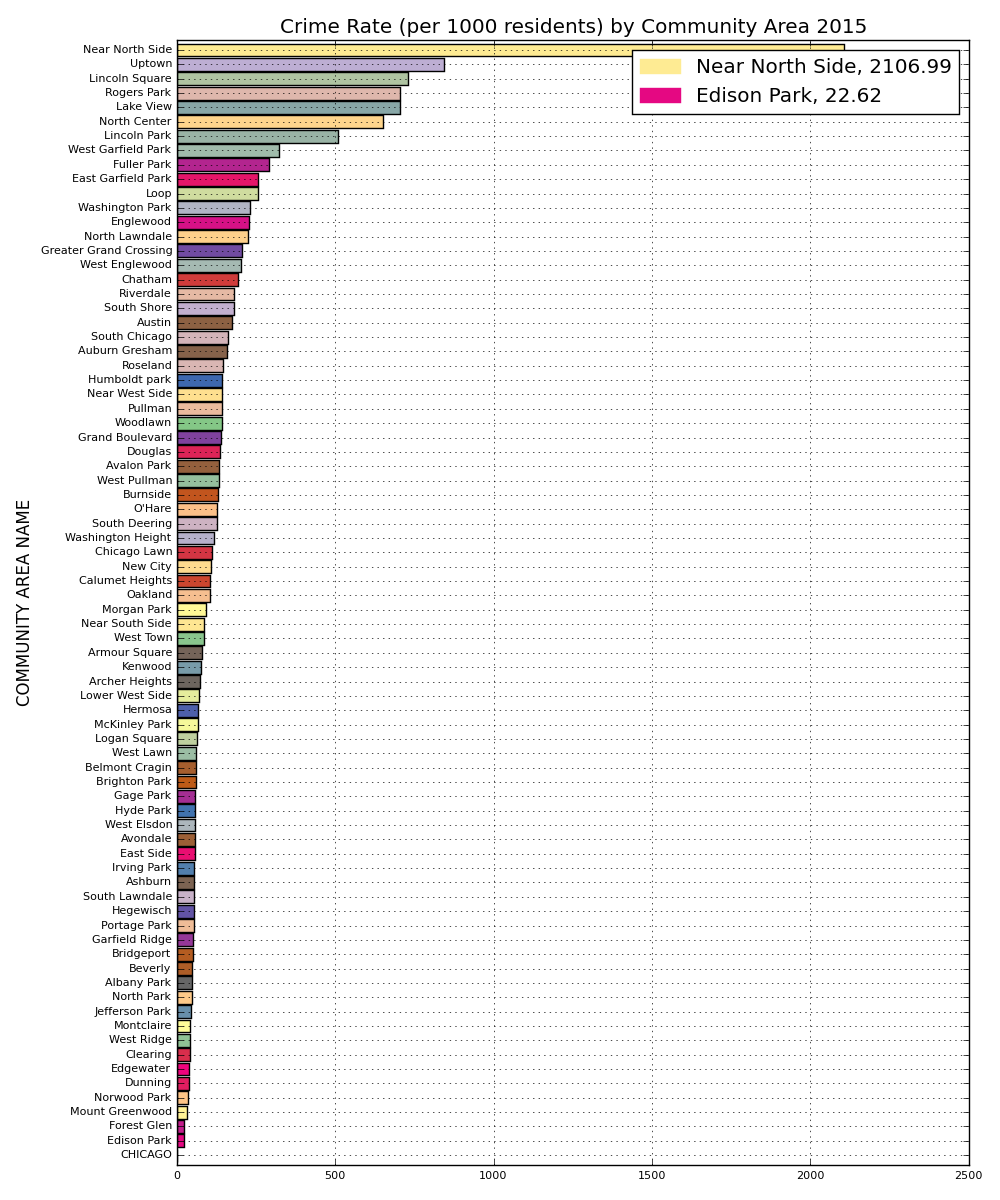 Crime Rate (per 1000 residents) by Community Area 2015
Near North Side, 2106.99
Edison Park, 22.62
COMMUNITY AREA NAME
Near North Side
Uptown
Lincoln Square
Rogers Park
Lake View
North Center
Lincoln Park
West Garfield Park
Fuller Park
East Garfield Park
Loop
Washington Park
Englewood
North Lawndale
Greater Grand Crossing
West Englewood
Chatham
Riverdale
South Shore
Austin
South Chicago
Auburn Gresham
Roseland
Humboldt park
Near West Side
Pullman
Woodlawn
Grand Boulevard
Douglas
Avalon Park
West Pullman
Burnside
O'Hare
South Deering
Washington Height
Chicago Lawn
New City
Calumet Heights
Oakland
Morgan Park
Near South Side
West Town
Armour Square
Kenwood
Archer Heights
Lower West Side
Hermosa
McKinley Park
Logan Square
West Lawn
Belmont Cragin
Brighton Park
Gage Park
Hyde Park
West Elsdon
Avondale
East Side
Irving Park
Ashburn
South Lawndale
Hegewisch
Portage Park
Garfield Ridge
Bridgeport
Beverly
Albany Park
North Park
Jefferson Park
Montclaire
West Ridge
Clearing
Edgewater
Dunning
Norwood Park
Mount Greenwood
Forest Glen
Edison Park
CHICAGO
0 500 1000 1500 2000 2500